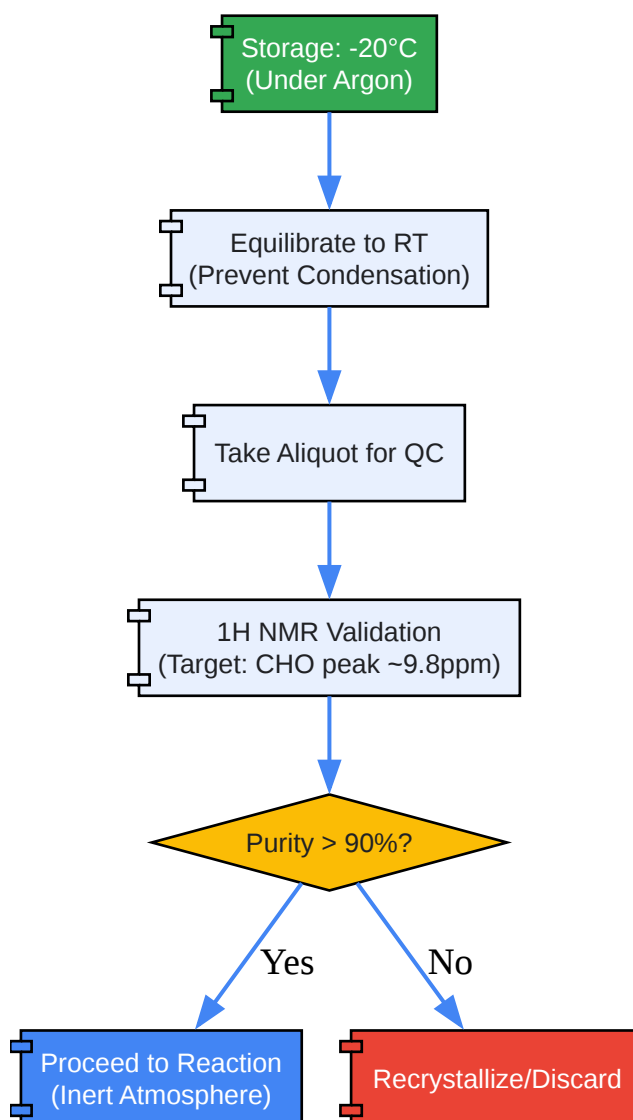 Storage: -20°C
(Under Argon)
Equilibrate to RT
(Prevent Condensation)
Take Aliquot for QC
1H NMR Validation
(Target: CHO peak ~9.8ppm)
Purity > 90%?
Yes
No
Proceed to Reaction
(Inert Atmosphere)
Recrystallize/Discard